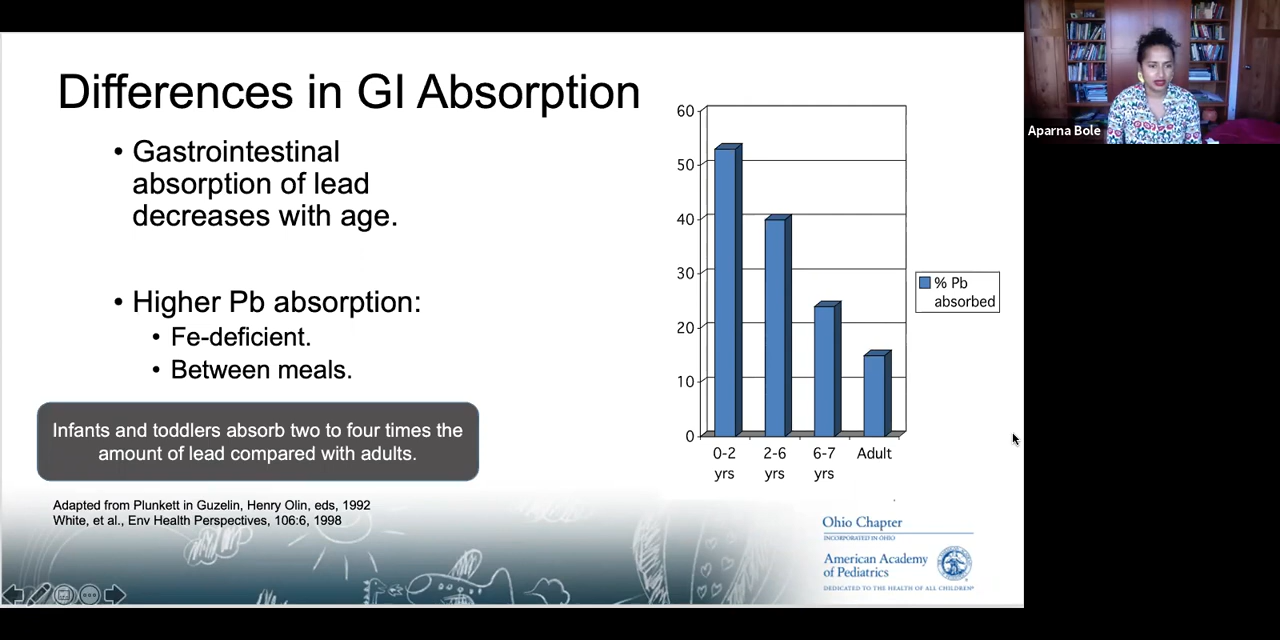 Differences in GI Absorption
• Gastrointestinal
absorption of lead
decreases with age.
• Higher Pb absorption:
• Fe-deficient.
• Between meals.
Infants and toddlers absorb two to four times the
amount of lead compared with adults.
Adapted from Plunkett in Guzelin, Henry Olin, eds, 1992
White, et al., Env Health Perspectives, 106:6, 1998
60
50
40
30
20
10
0
0-2
yrs
2-6
yrs
6-7
yrs
Adult
% Pb
absorbed
Ohio Chapter
INCORPORATED IN OHIO
American Academy
of Pediatrics
DEDICATED TO THE HEALTH OF ALL CHILDREN®
Aparna Bole